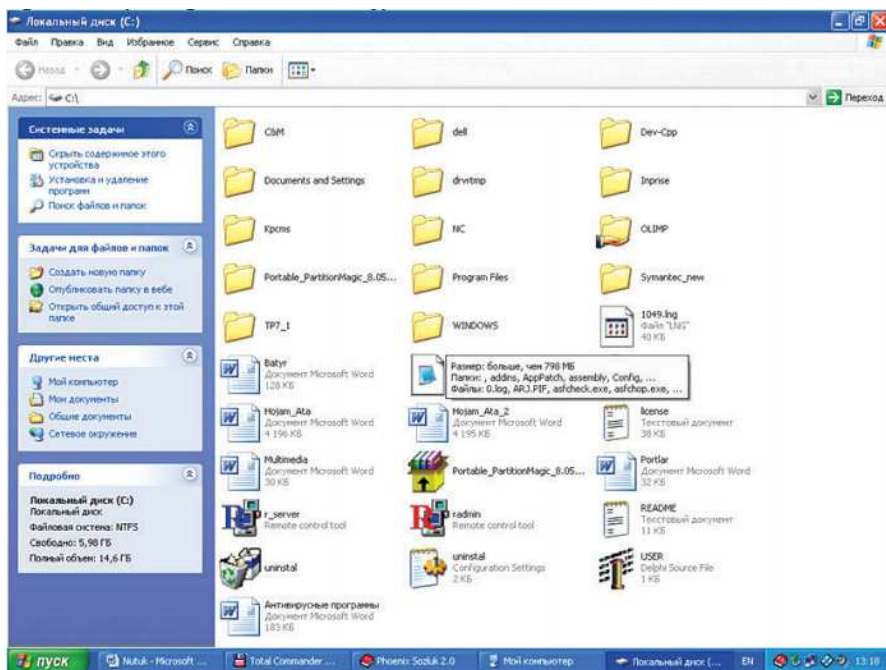 Локальный диск (C:)
Файл Правка Вид Избранное Сервис Справка
Назад Поиск Папки
Адрес: C:\ Переход
Системные задачи
Скрыть содержимое этого
устройства
Установка и удаление
программ
Поиск файлов и папок
Задачи для файлов и папок
Создать новую папку
Опубликовать папку в вебе
Открыть общий доступ к этой
папке
Другие места
Мой компьютер
Мои документы
Общие документы
Сетевое окружение
Подробно
Локальный диск (C:)
Локальный диск
Файловая система: NTFS
Свободно: 5,98 ГБ
Полный объем: 14,6 ГБ
C&M
dell
Dev-Cpp
Documents and Settings
drvrtmp
Inprise
Kpcms
NC
OLIMP
Portable_PartitionMagic_8.05...
Program Files
Symantec_new
TP7_1
WINDOWS
1049.lng
Файл "LNG"
40 КБ
Batyr
Документ Microsoft Word
128 КБ
Размер: больше, чем 798 МБ
Папки: , addins, AppPatch, assembly, Config, ...
Файлы: 0.log, ARJ.PIF, asfcheck.exe, asfchop.exe, ...
Hojam_Ata
Документ Microsoft Word
4 196 КБ
Hojam_Ata_2
Документ Microsoft Word
4 195 КБ
license
Текстовый документ
38 КБ
Multimedia
Документ Microsoft Word
30 КБ
Portable_PartitionMagic_8.05...
Portlar
Документ Microsoft Word
32 КБ
r_server
Remote control tool
radmin
Remote control tool
README
Текстовый документ
11 КБ
uninstal
uninstal
Configuration Settings
2 КБ
USER
Delphi Source File
1 КБ
Антивирусные программы
Документ Microsoft Word
183 КБ
пуск Nutuk - Microsoft ... Total Commander ... Phoenix Sozluk 2.0 Мой компьютер Локальный диск (... EN 13:18